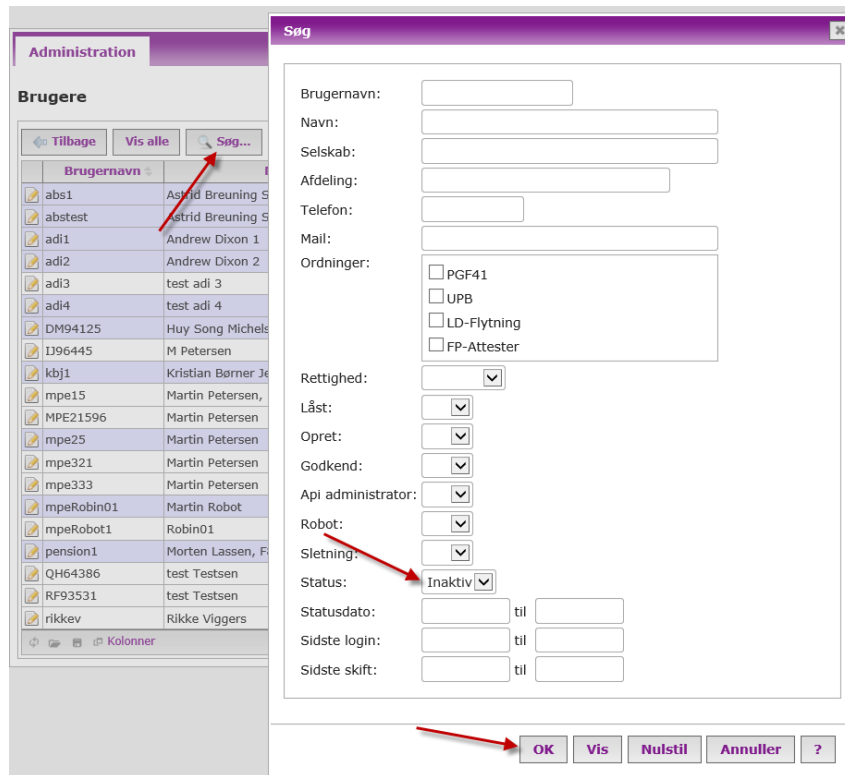 Administration
Brugere
Tilbage Vis alle Søg...
Brugernavn
abs1 Astrid Breuning S
abstest Astrid Breuning S
adi1 Andrew Dixon 1
adi2 Andrew Dixon 2
adi3 test adi 3
adi4 test adi 4
DM94125 Huy Song Michels
IJ96445 M Petersen
kbj1 Kristian Børner Je
mpe15 Martin Petersen,
MPE21596 Martin Petersen
mpe25 Martin Petersen
mpe321 Martin Petersen
mpe333 Martin Petersen
mpeRobin01 Martin Robot
mpeRobot1 Robin01
pension1 Morten Lassen, F
QH64386 test Testsen
RF93531 test Testsen
rikkev Rikke Viggers
Kolonner
Søg
Brugernavn:
Navn:
Selskab:
Afdeling:
Telefon:
Mail:
Ordninger:
PGF41
UPB
LD-Flytning
FP-Attester
Rettighed:
Låst:
Opret:
Godkend:
Api administrator:
Robot:
Sletning:
Status: Inaktiv
Statusdato: til
Sidste login: til
Sidste skift: til
OK Vis Nulstil Annuller ?